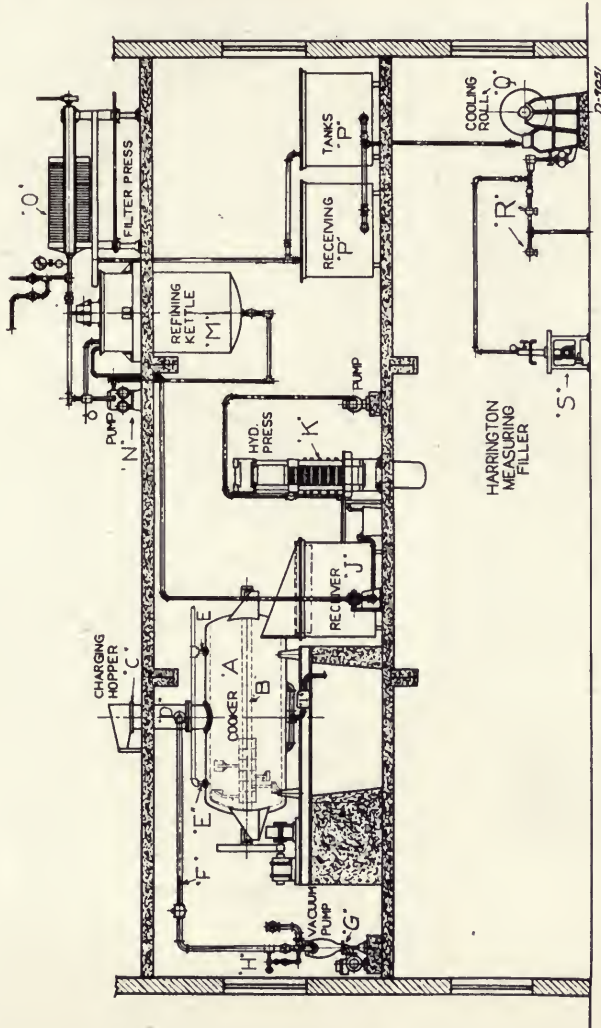 CHARGING
HOPPER
"C"
"D"
"F"
"E"
E
COOKER "A"
"B"
"H"
VACUUM
PUMP
"G"
RECEIVER
"J"
HYD.
PRESS
"K"
PUMP
PUMP
"N"
"O"
FILTER PRESS
REFINING
KETTLE
"M"
RECEIVING TANKS
"P" "P"
COOLING
ROLL "Q"
"R"
"S"
HARRINGTON
MEASURING
FILLER